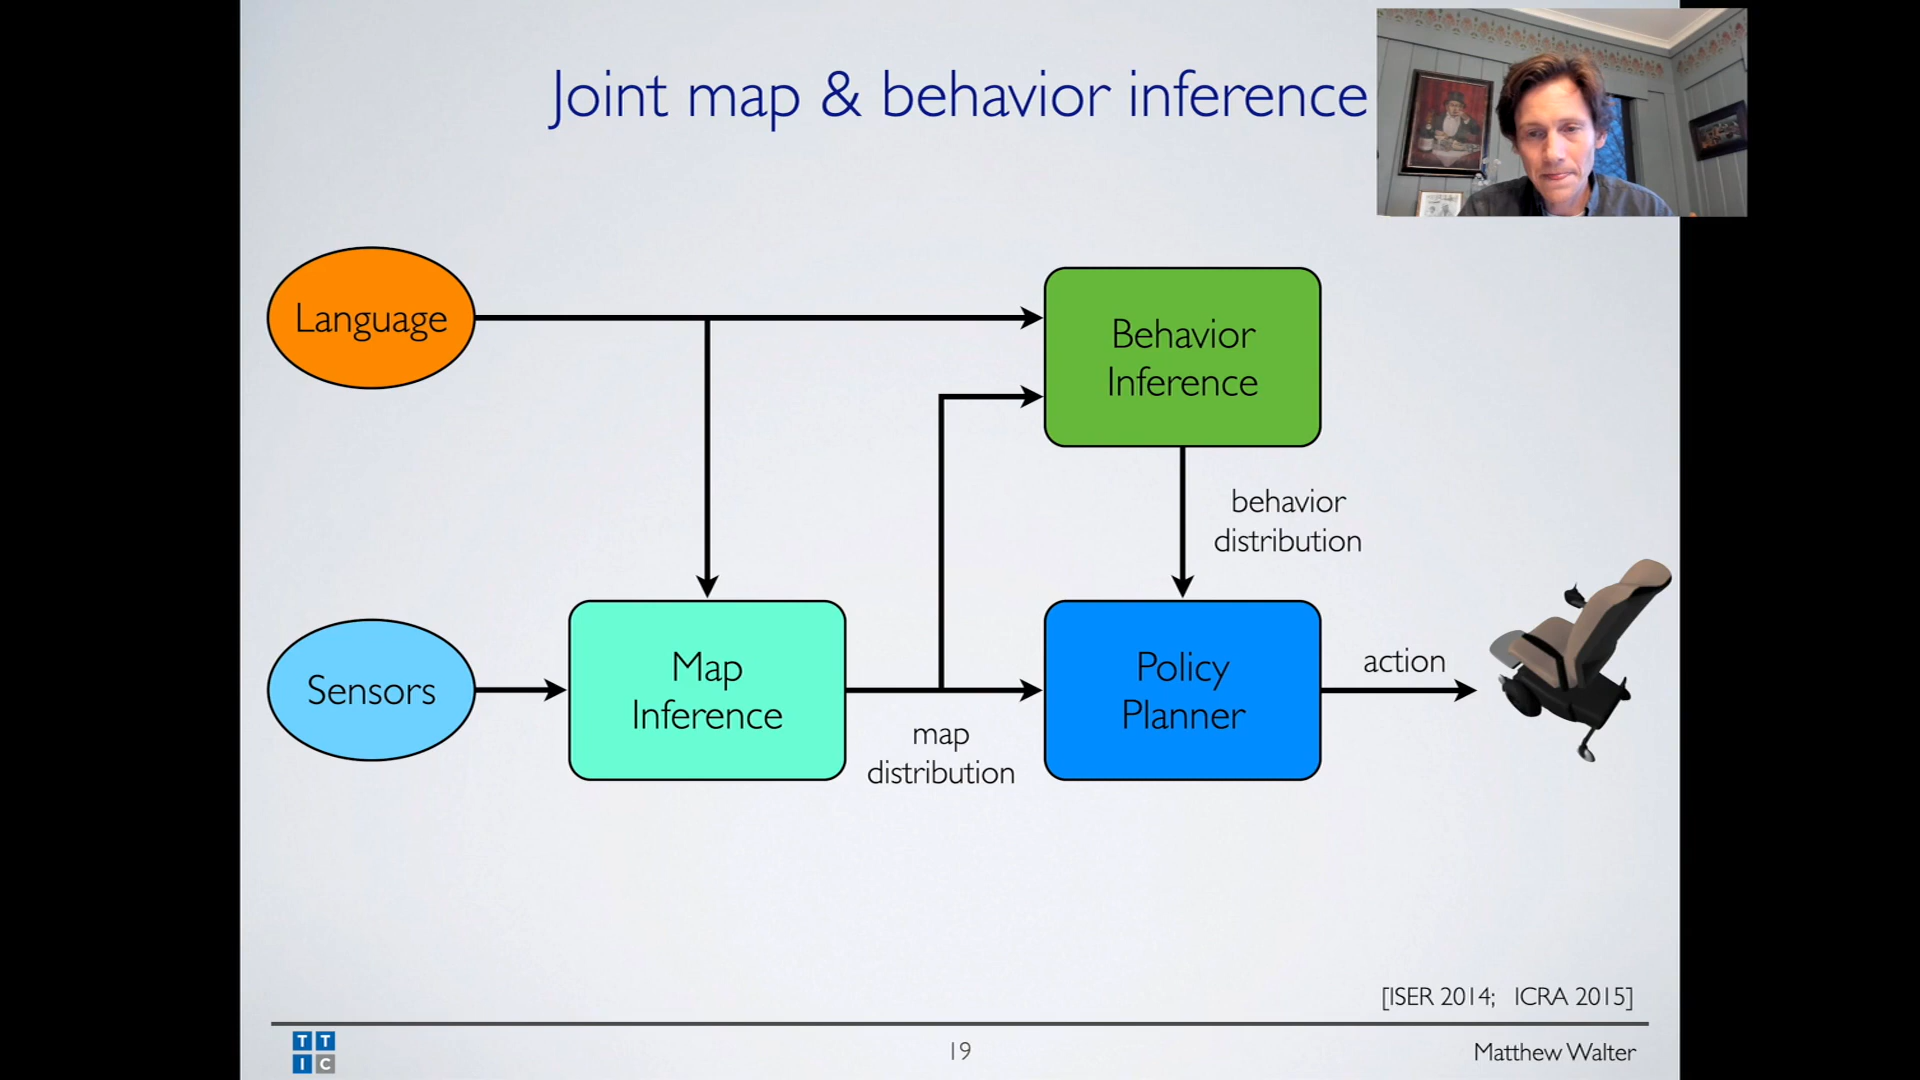 Joint map & behavior inference
Language
Behavior
Inference
behavior
distribution
Sensors
Map
Inference
map
distribution
Policy
Planner
action
[ISER 2014; ICRA 2015]
T T
I C
19
Matthew Walter